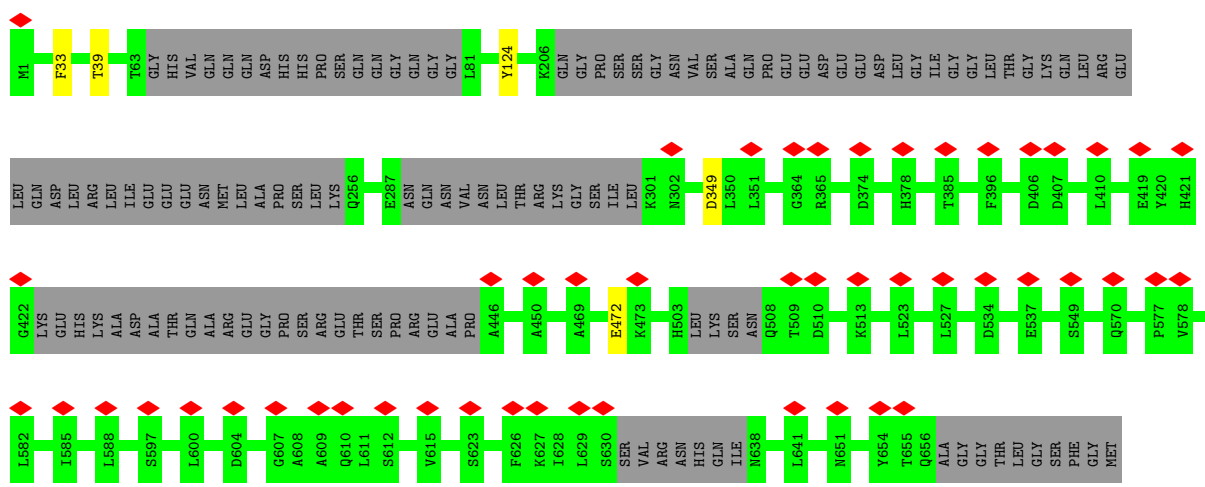 M1 F33 T39 T63 GLY HIS VAL GLN GLN GLN ASP HIS HIS PRO SER GLN GLN GLY GLN GLY GLY L81 Y124 K206 GLN GLY PRO SER SER GLY ASN VAL SER ALA GLN PRO GLU GLU ASP GLU GLU ASP LEU GLY ILE GLY GLY LEU THR GLY LYS GLN LEU ARG GLU
LEU GLN ASP LEU ARG LEU ILE GLU GLU GLU ASN MET LEU ALA PRO SER LEU LYS Q256 E287 ASN GLN ASN VAL ASN LEU THR ARG LYS GLY SER ILE LEU K301 N302 D349 L350 L351 G364 R365 D374 H378 T385 F396 D406 D407 L410 E419 Y420 H421
G422 LYS GLU HIS LYS ALA ASP ALA THR GLN ALA ARG GLU GLY PRO SER ARG GLU THR SER PRO ARG GLU ALA PRO A446 A450 A469 E472 K473 H503 LEU LYS SER ASN Q508 T509 D510 K513 L523 L527 D534 E537 S549 Q570 P577 V578
L582 I585 L588 S597 L600 D604 G607 A608 A609 Q610 L611 S612 V615 S623 F626 K627 I628 L629 S630 SER VAL ARG ASN HIS GLN ILE N638 L641 N651 Y654 T655 Q656 ALA GLY GLY THR LEU GLY SER PHE GLY MET